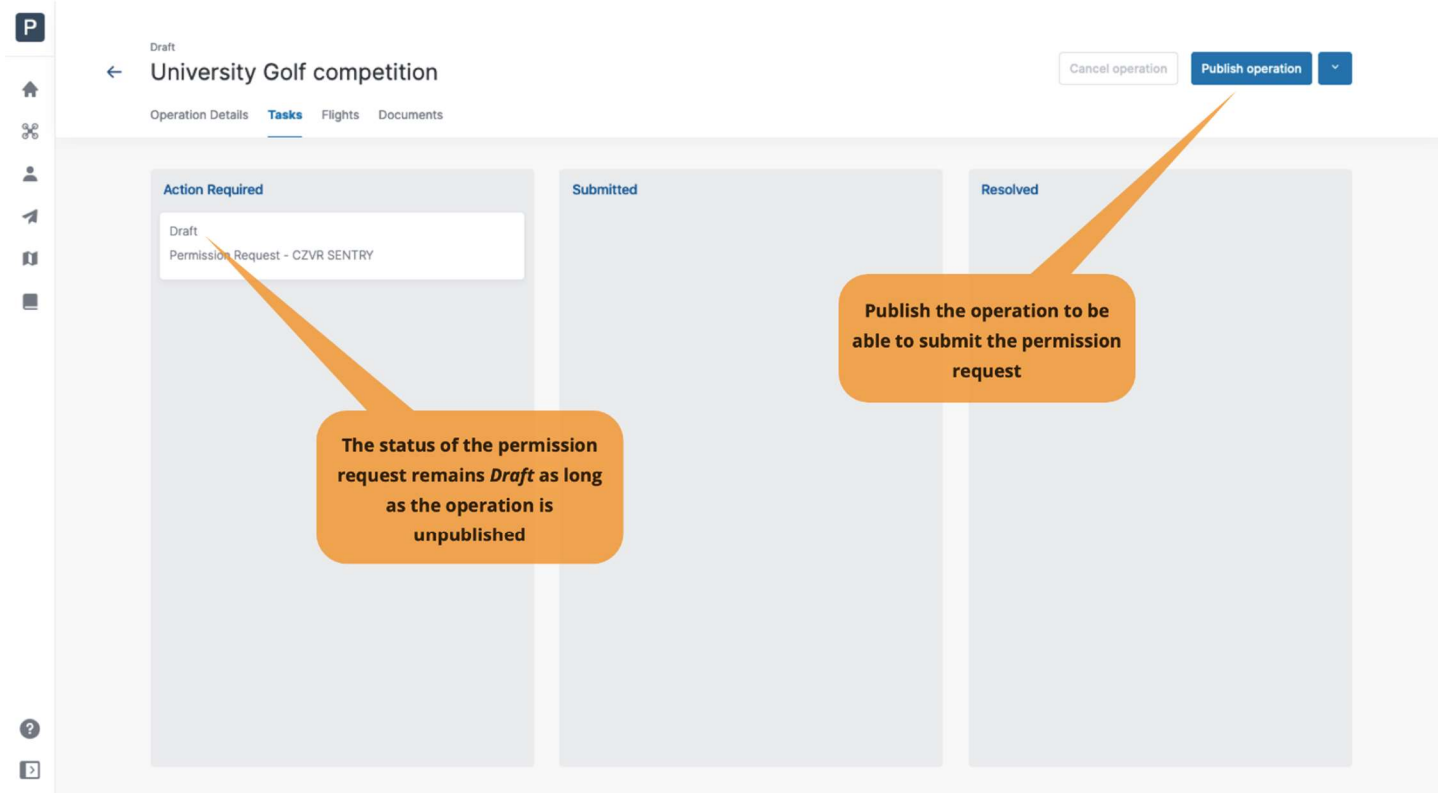 P
Draft
University Golf competition
Cancel operation
Publish operation
Operation Details Tasks Flights Documents
Action Required
Submitted
Resolved
Draft
Permission Request - CZVR SENTRY
Publish the operation to be
able to submit the permission
request
The status of the permission
request remains Draft as long
as the operation is
unpublished
?